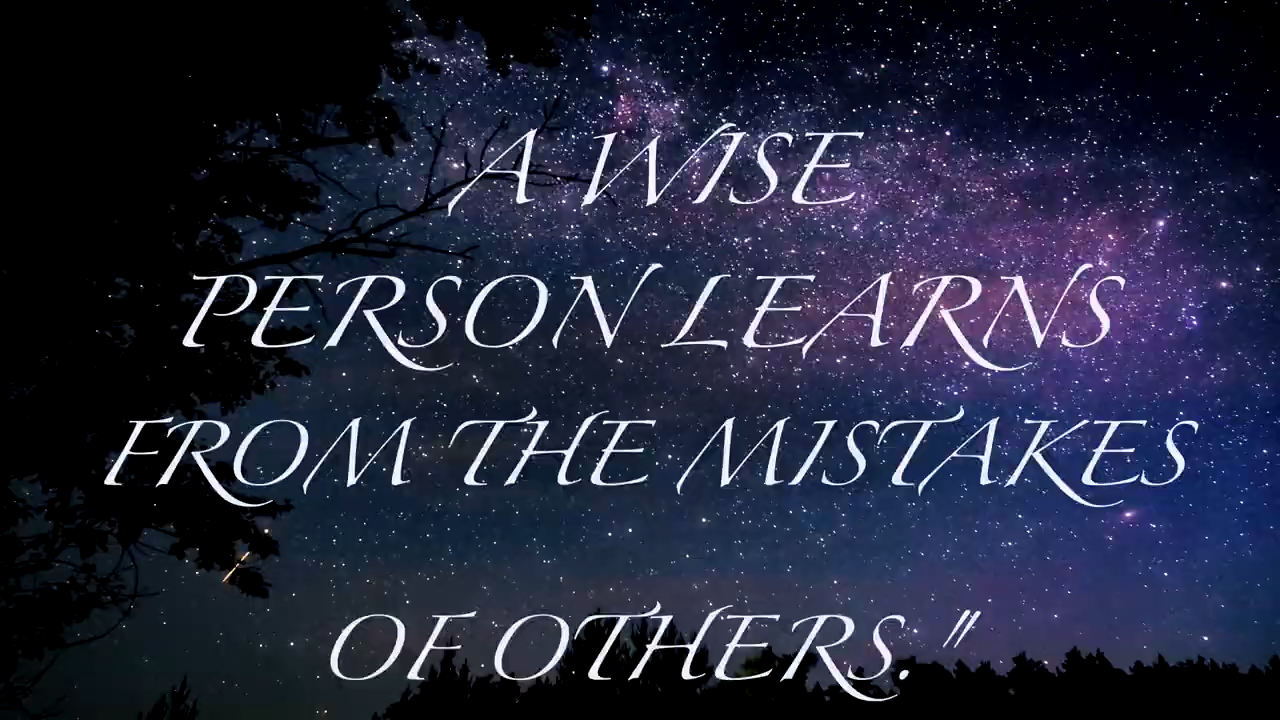 A WISE
PERSON LEARNS
FROM THE MISTAKES
OF OTHERS."